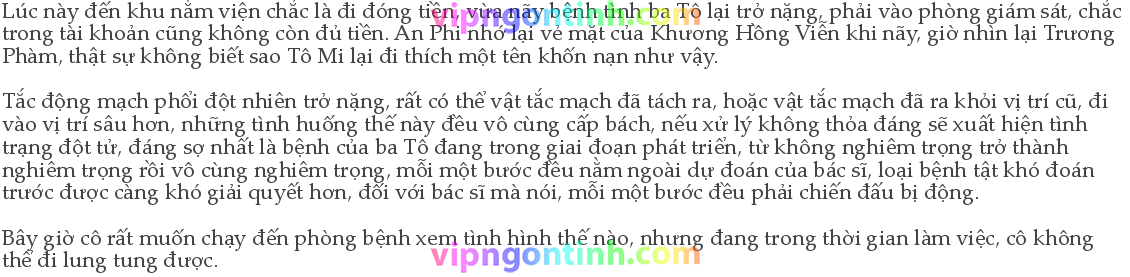 Lúc này đến khu nằm viện chắc là đi đóng tiền, vừa nãy bệnh tình ba Tô lại trở nặng, phải vào phòng giám sát, chắc
trong tài khoản cũng không còn đủ tiền. An Phi nhớ lại vẻ mặt của Khương Hồng Viễn khi nãy, giờ nhìn lại Trương
Phàm, thật sự không biết sao Tô Mi lại đi thích một tên khốn nạn như vậy.
Tắc động mạch phổi đột nhiên trở nặng, rất có thể vật tắc mạch đã tách ra, hoặc vật tắc mạch đã ra khỏi vị trí cũ, đi
vào vị trí sâu hơn, những tình huống thế này đều vô cùng cấp bách, nếu xử lý không thỏa đáng sẽ xuất hiện tình
trạng đột tử, đáng sợ nhất là bệnh của ba Tô đang trong giai đoạn phát triển, từ không nghiêm trọng trở thành
nghiêm trọng rồi vô cùng nghiêm trọng, mỗi một bước đều nằm ngoài dự đoán của bác sĩ, loại bệnh tật khó đoán
trước được càng khó giải quyết hơn, đối với bác sĩ mà nói, mỗi một bước đều phải chiến đấu bị động.
Bây giờ cô rất muốn chạy đến phòng bệnh xem tình hình thế nào, nhưng đang trong thời gian làm việc, cô không
thể đi lung tung được.
vipngontinh.com
vipngontinh.com